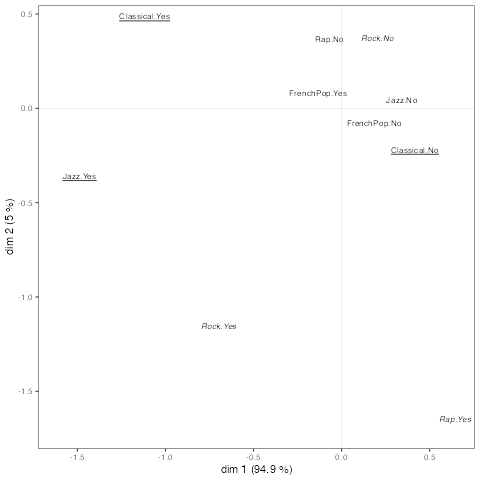 0.5
Classical.Yes
Rap.No
Rock.No
FrenchPop.Yes
Jazz.No
0.0
FrenchPop.No
Classical.No
Jazz.Yes
-0.5
dim 2 (5 %)
-1.0
Rock.Yes
-1.5
Rap.Yes
-1.5 -1.0 -0.5 0.0 0.5
dim 1 (94.9 %)